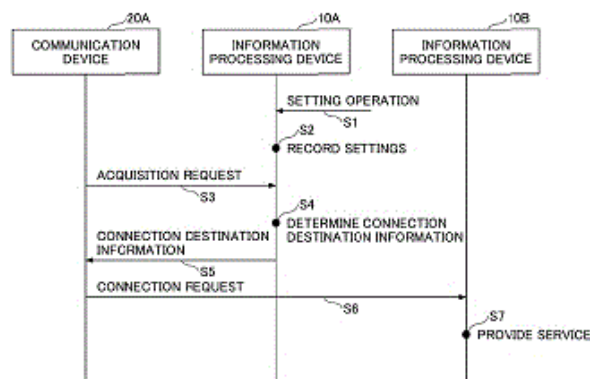 20A
10A
10B
COMMUNICATION
DEVICE
INFORMATION
PROCESSING DEVICE
INFORMATION
PROCESSING DEVICE
SETTING OPERATION
S1
S2
RECORD SETTINGS
ACQUISITION REQUEST
S3
S4
DETERMINE CONNECTION
DESTINATION INFORMATION
CONNECTION DESTINATION
INFORMATION
S5
CONNECTION REQUEST
S6
S7
PROVIDE SERVICE